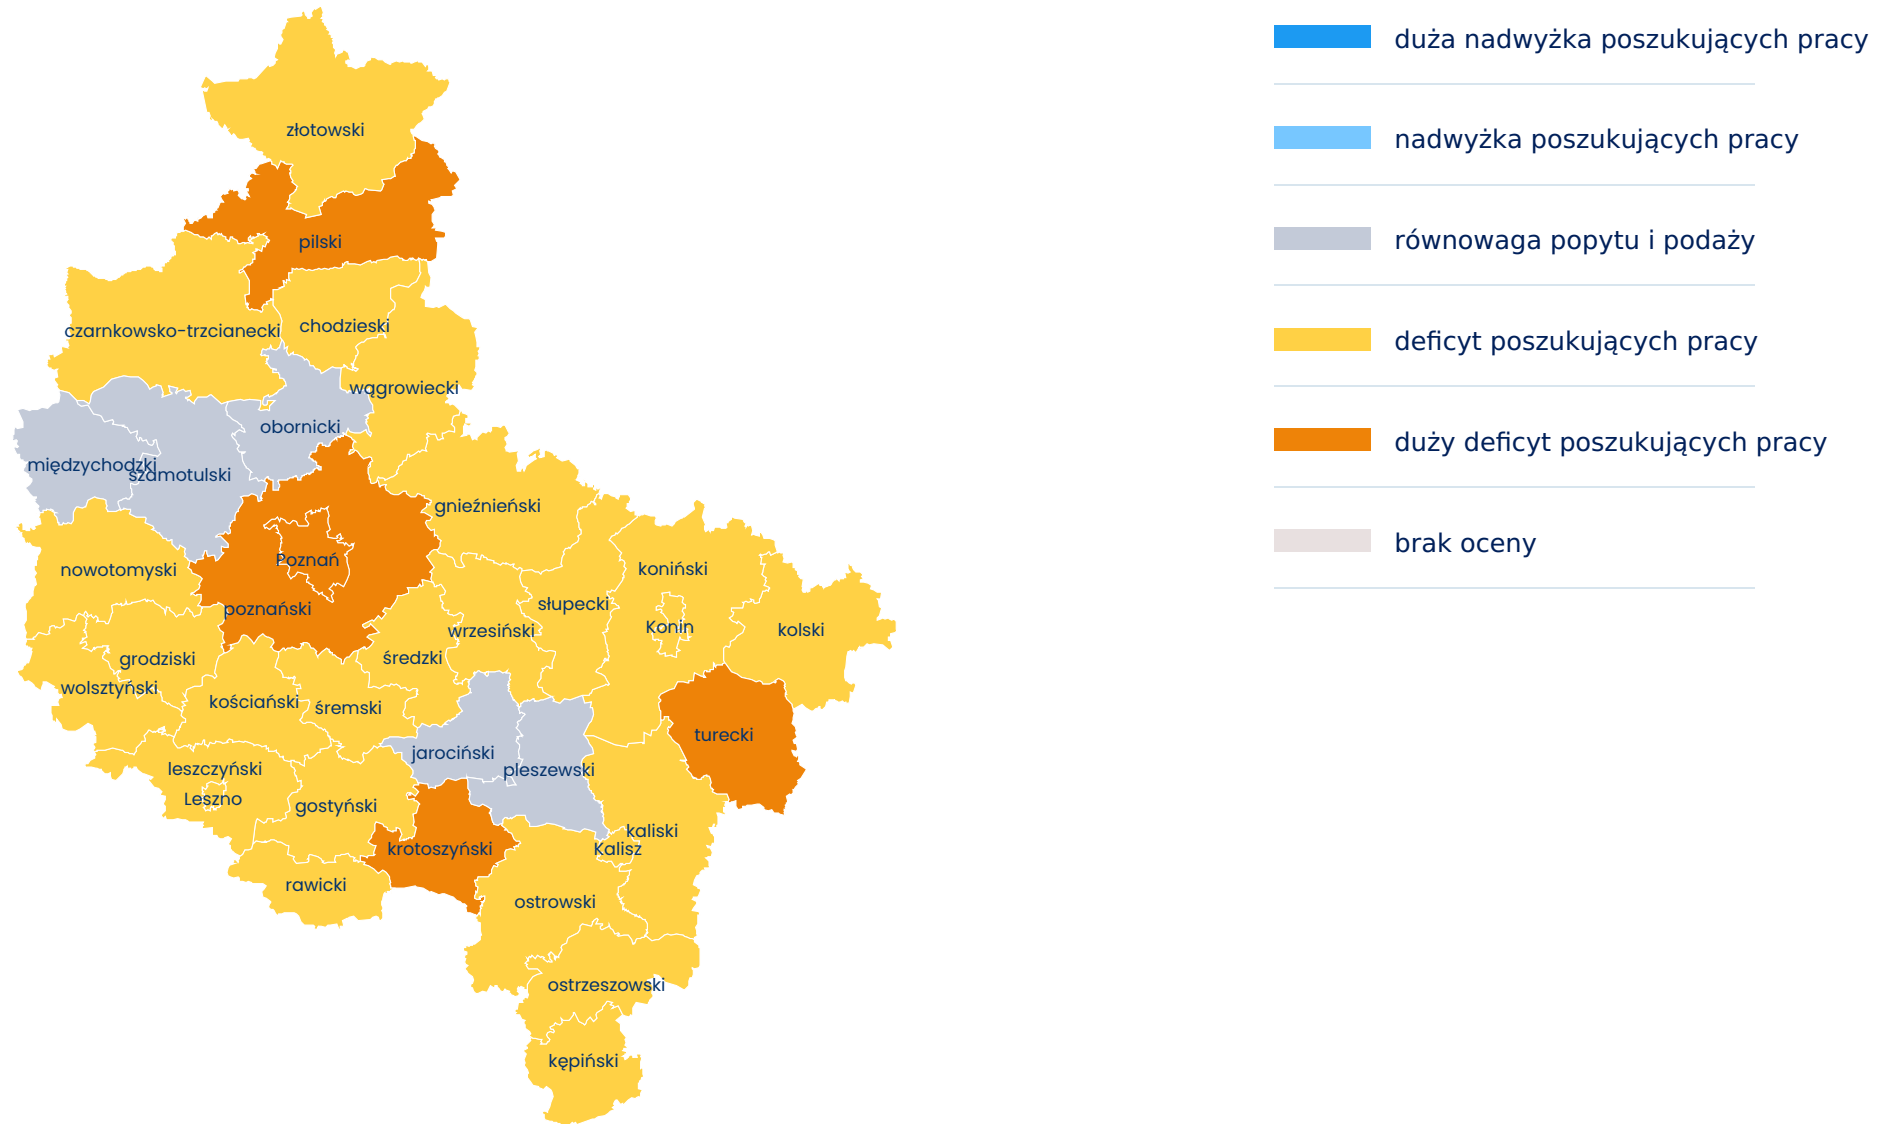 złotowski
pilski
czarnkowsko-trzcianecki
chodzieski
wągrowiecki
obornicki
międzychodzki
szamotulski
gnieźnieński
nowotomyski
Poznań
poznański
koniński
słupecki
Konin
kolski
wrzesiński
średzki
grodziski
wolsztyński
kościański
śremski
turecki
jarociński
pleszewski
leszczyński
Leszno
gostyński
kaliski
Kalisz
krotoszyński
rawicki
ostrowski
ostrzeszowski
kępiński
duża nadwyżka poszukujących pracy
nadwyżka poszukujących pracy
równowaga popytu i podaży
deficyt poszukujących pracy
duży deficyt poszukujących pracy
brak oceny